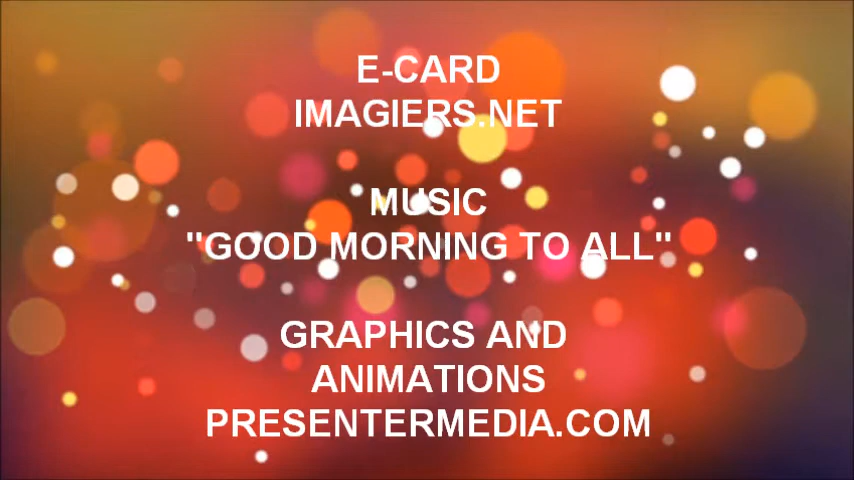 E-CARD
IMAGIERS.NET
MUSIC
"GOOD MORNING TO ALL"
GRAPHICS AND
ANIMATIONS
PRESENTERMEDIA.COM